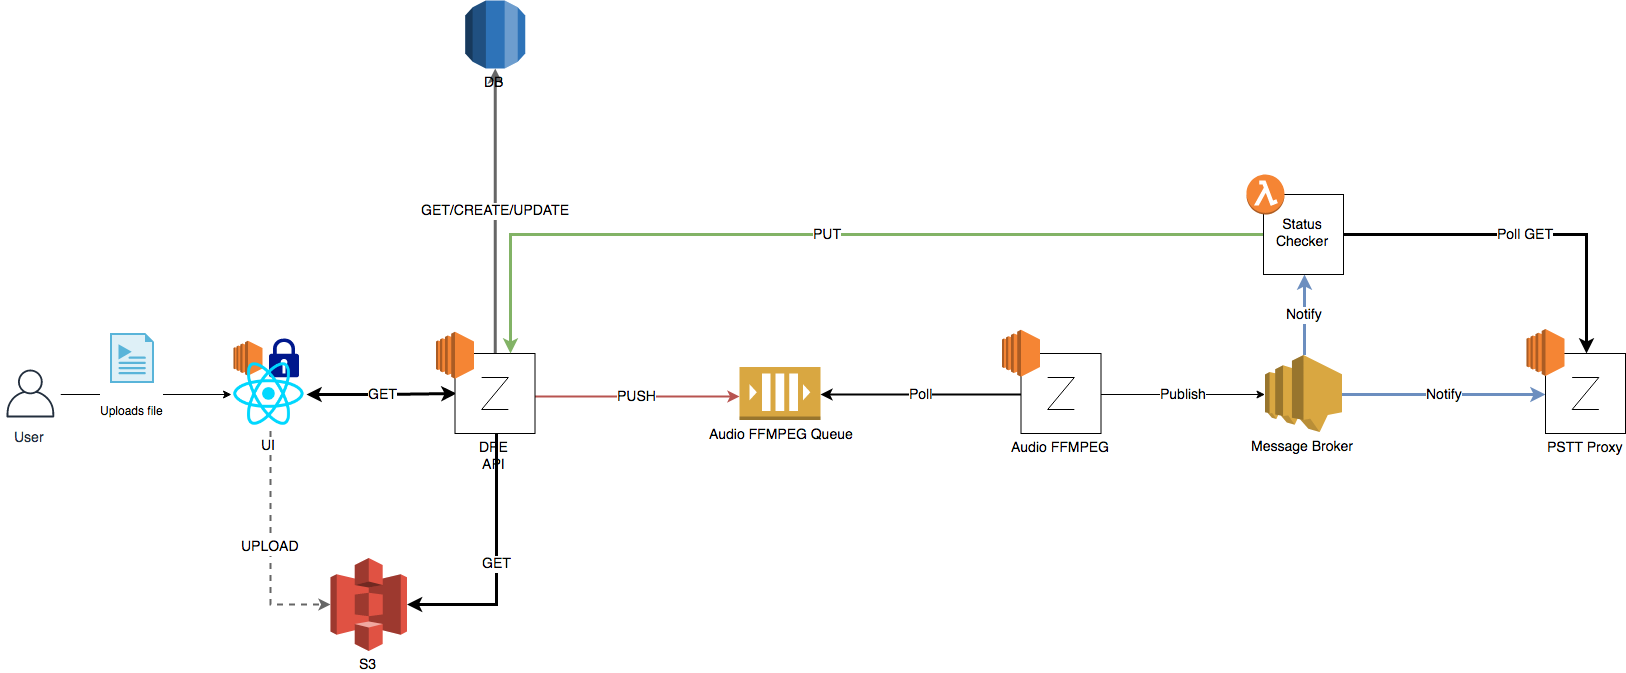 DB
GET/CREATE/UPDATE
PUT
Status
Checker
Poll GET
Notify
User
Uploads file
UI
GET
Z
DPE
API
PUSH
Audio FFMPEG Queue
Poll
Z
Audio FFMPEG
Publish
Message Broker
Notify
Z
PSTT Proxy
UPLOAD
GET
S3
λ